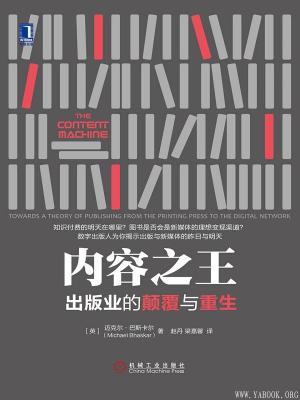 THE
CONTENT
MACHINE
TOWARDS A THEORY OF PUBLISHING FROM THE PRINTING PRESS TO THE DIGITAL NETWORK
知识付费的明天在哪里？图书是否会是新媒体的理想变现渠道？
数字出版人为你揭示出版与新媒体的昨日与明天
内容之王
出版业的颠覆与重生
[英] 迈克尔·巴斯卡尔 著 赵丹 梁嘉馨 译
(Michael Bhaskar)
机械工业出版社
WWW.YABOOK.ORG